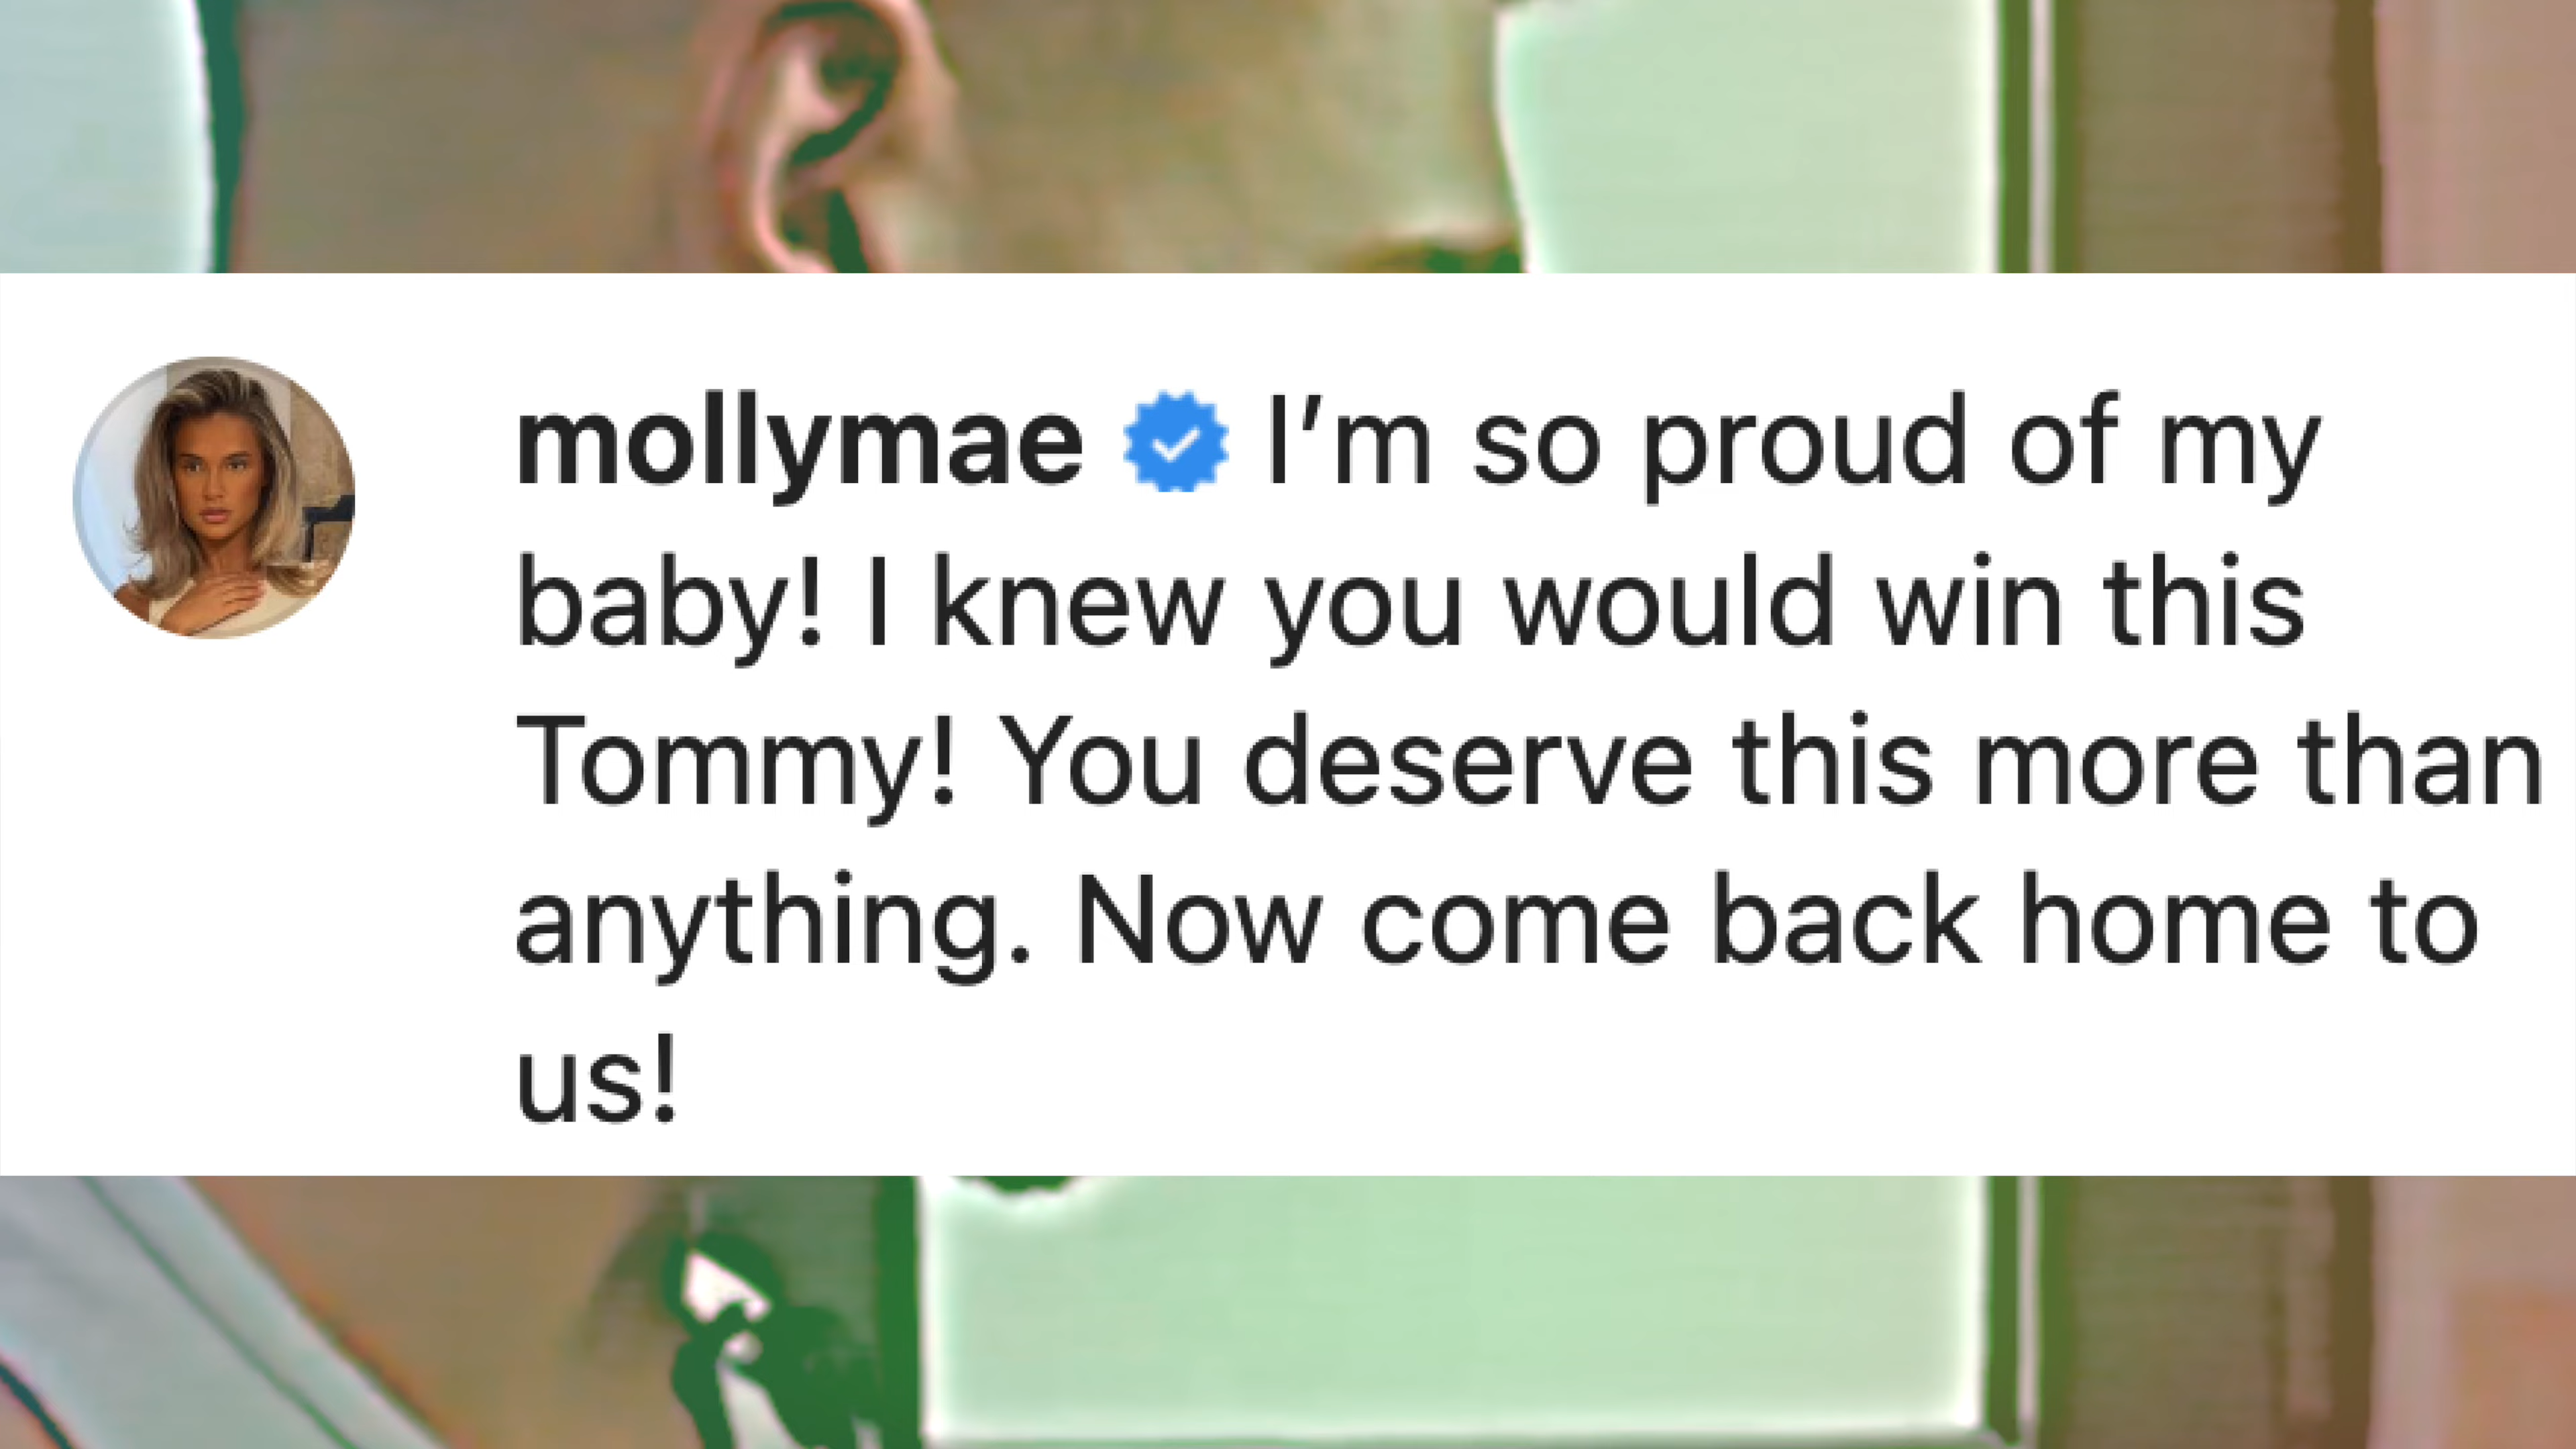 mollymae I’m so proud of my
baby! I knew you would win this
Tommy! You deserve this more than
anything. Now come back home to
us!